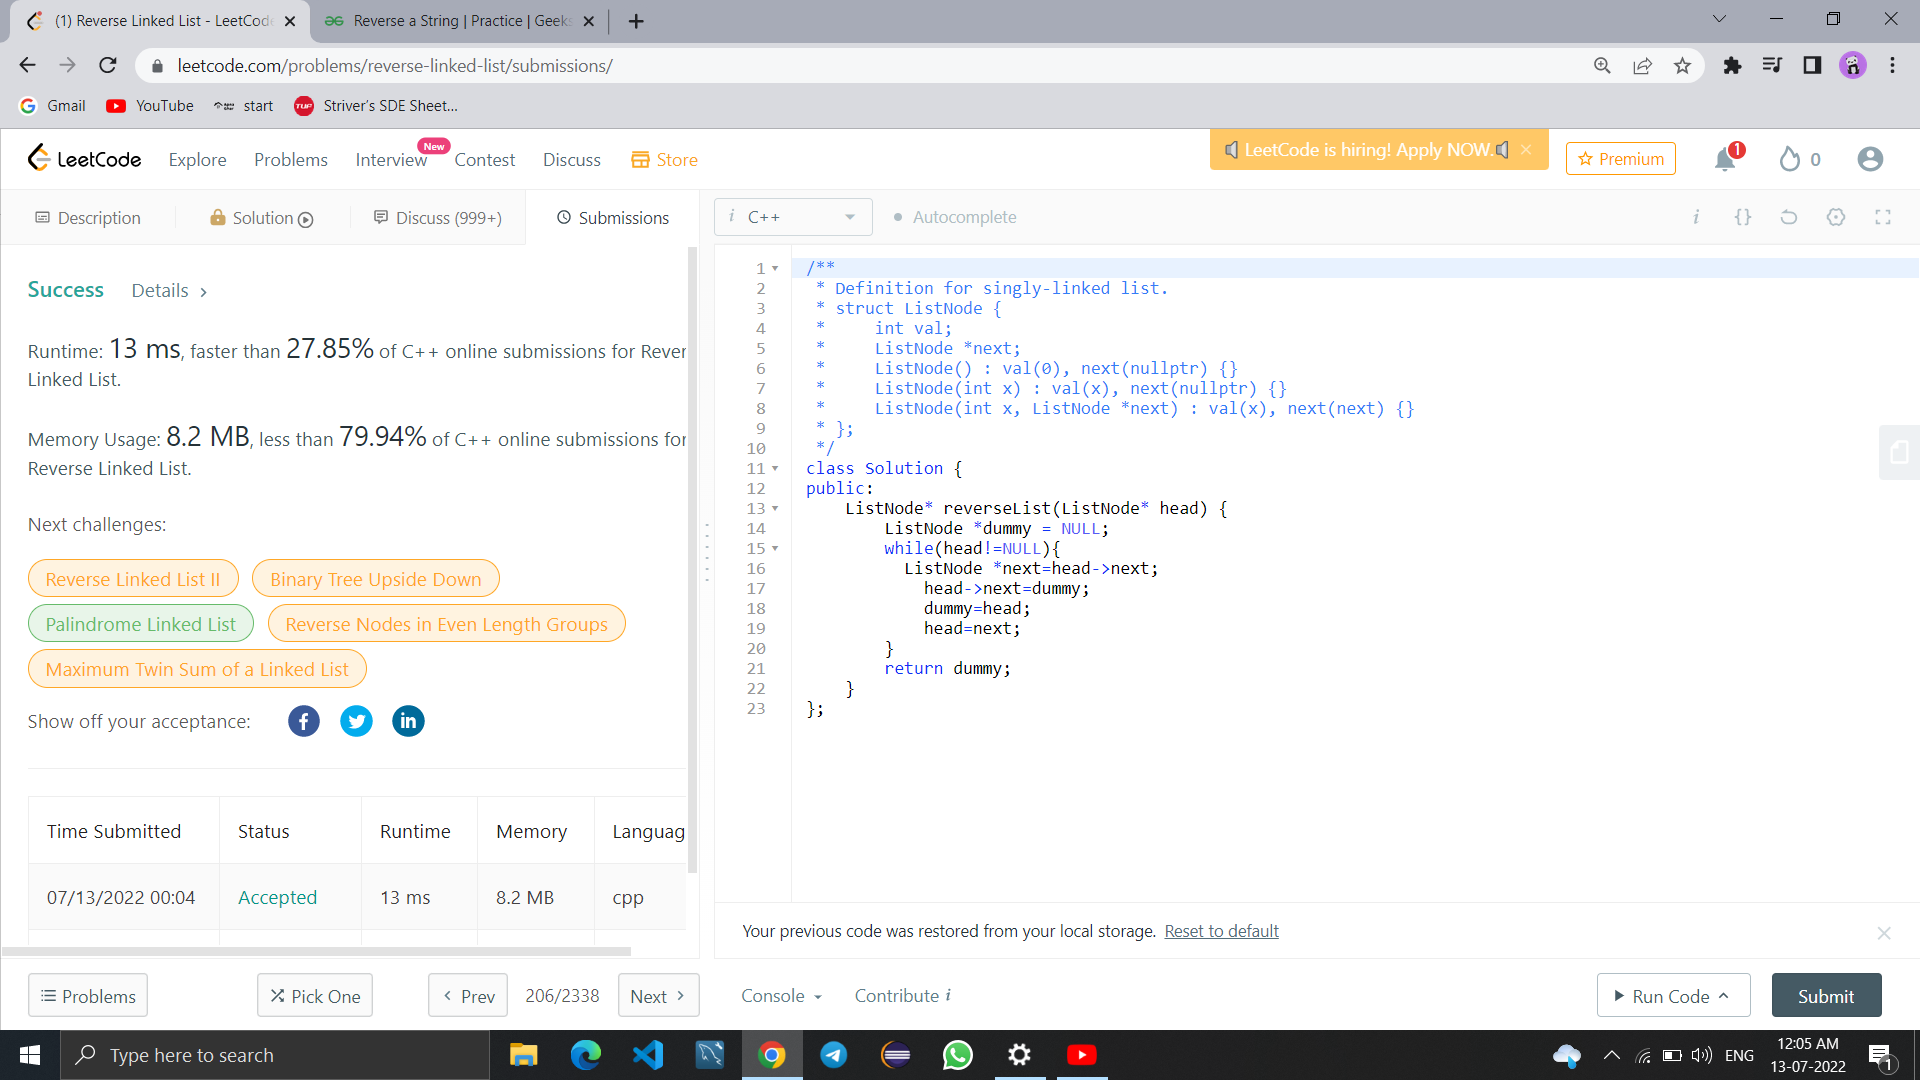 (1) Reverse Linked List - LeetCode
Reverse a String | Practice | Geeks
leetcode.com/problems/reverse-linked-list/submissions/
Gmail
YouTube
start
TUF
Striver's SDE Sheet...
LeetCode
Explore
Problems
Interview
New
Contest
Discuss
Store
LeetCode is hiring! Apply NOW.
Premium
1
0
Description
Solution
Discuss (999+)
Submissions
i C++
Autocomplete
i {}
Success
Details >
Runtime: 13 ms, faster than 27.85% of C++ online submissions for Rever
Linked List.
Memory Usage: 8.2 MB, less than 79.94% of C++ online submissions for
Reverse Linked List.
Next challenges:
Reverse Linked List II
Binary Tree Upside Down
Palindrome Linked List
Reverse Nodes in Even Length Groups
Maximum Twin Sum of a Linked List
Show off your acceptance:
Time Submitted Status Runtime Memory Languag
07/13/2022 00:04 Accepted 13 ms 8.2 MB cpp
1 /**
2 * Definition for singly-linked list.
3 * struct ListNode {
4 *     int val;
5 *     ListNode *next;
6 *     ListNode() : val(0), next(nullptr) {}
7 *     ListNode(int x) : val(x), next(nullptr) {}
8 *     ListNode(int x, ListNode *next) : val(x), next(next) {}
9 * };
10 */
11 class Solution {
12 public:
13     ListNode* reverseList(ListNode* head) {
14         ListNode *dummy = NULL;
15         while(head!=NULL){
16           ListNode *next=head->next;
17             head->next=dummy;
18             dummy=head;
19             head=next;
20         }
21         return dummy;
22     }
23 };
Your previous code was restored from your local storage. Reset to default
Problems
Pick One
< Prev
206/2338
Next >
Console
Contribute i
Run Code
Submit
Type here to search
ENG
12:05 AM
13-07-2022
1